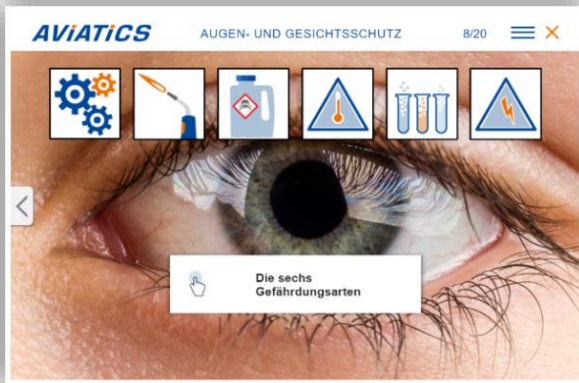 AViATiCS
AUGEN- UND GESICHTSSCHUTZ
8/20
Die sechs
Gefährdungsarten